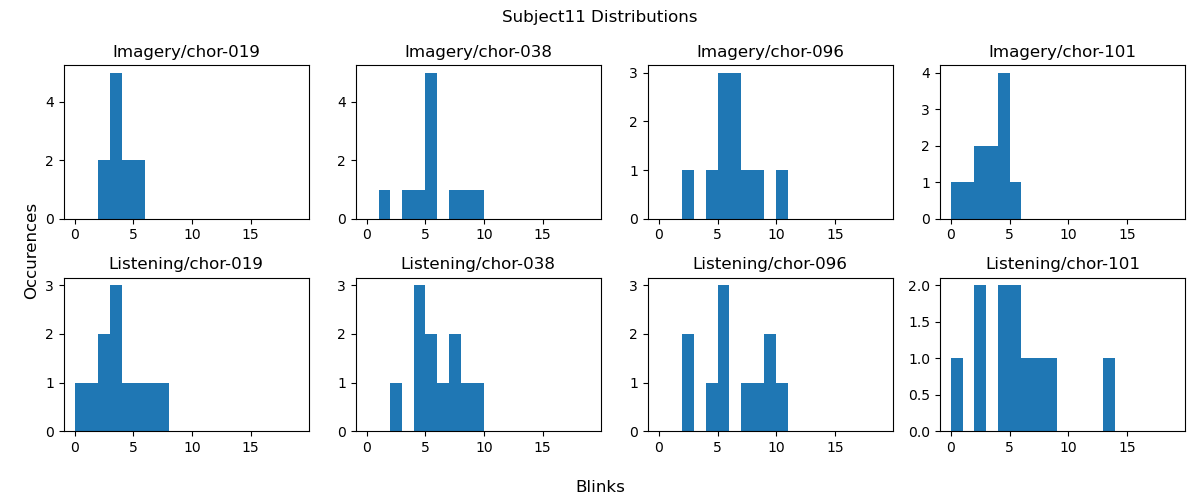 Subject11 Distributions
Imagery/chor-019 Imagery/chor-038 Imagery/chor-096 Imagery/chor-101
4 2 0
4 2 0
3 2 1 0
4 3 2 1 0
0 5 10 15 0 5 10 15 0 5 10 15 0 5 10 15
Occurences
Listening/chor-019 Listening/chor-038 Listening/chor-096 Listening/chor-101
3 2 1 0
3 2 1 0
3 2 1 0
2.0 1.5 1.0 0.5 0.0
0 5 10 15 0 5 10 15 0 5 10 15 0 5 10 15
Blinks